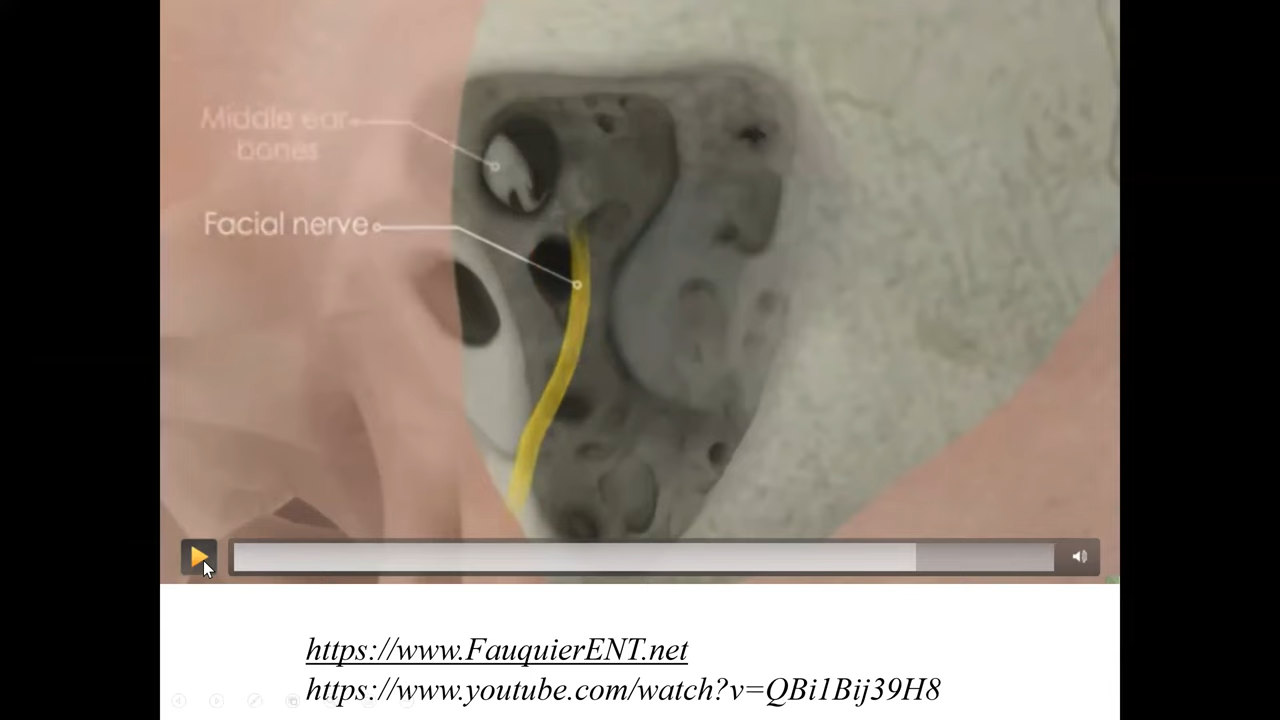 Middle ear
bones
Facial nerve
https://www.FauquierENT.net
https://www.youtube.com/watch?v=QBi1Bij39H8